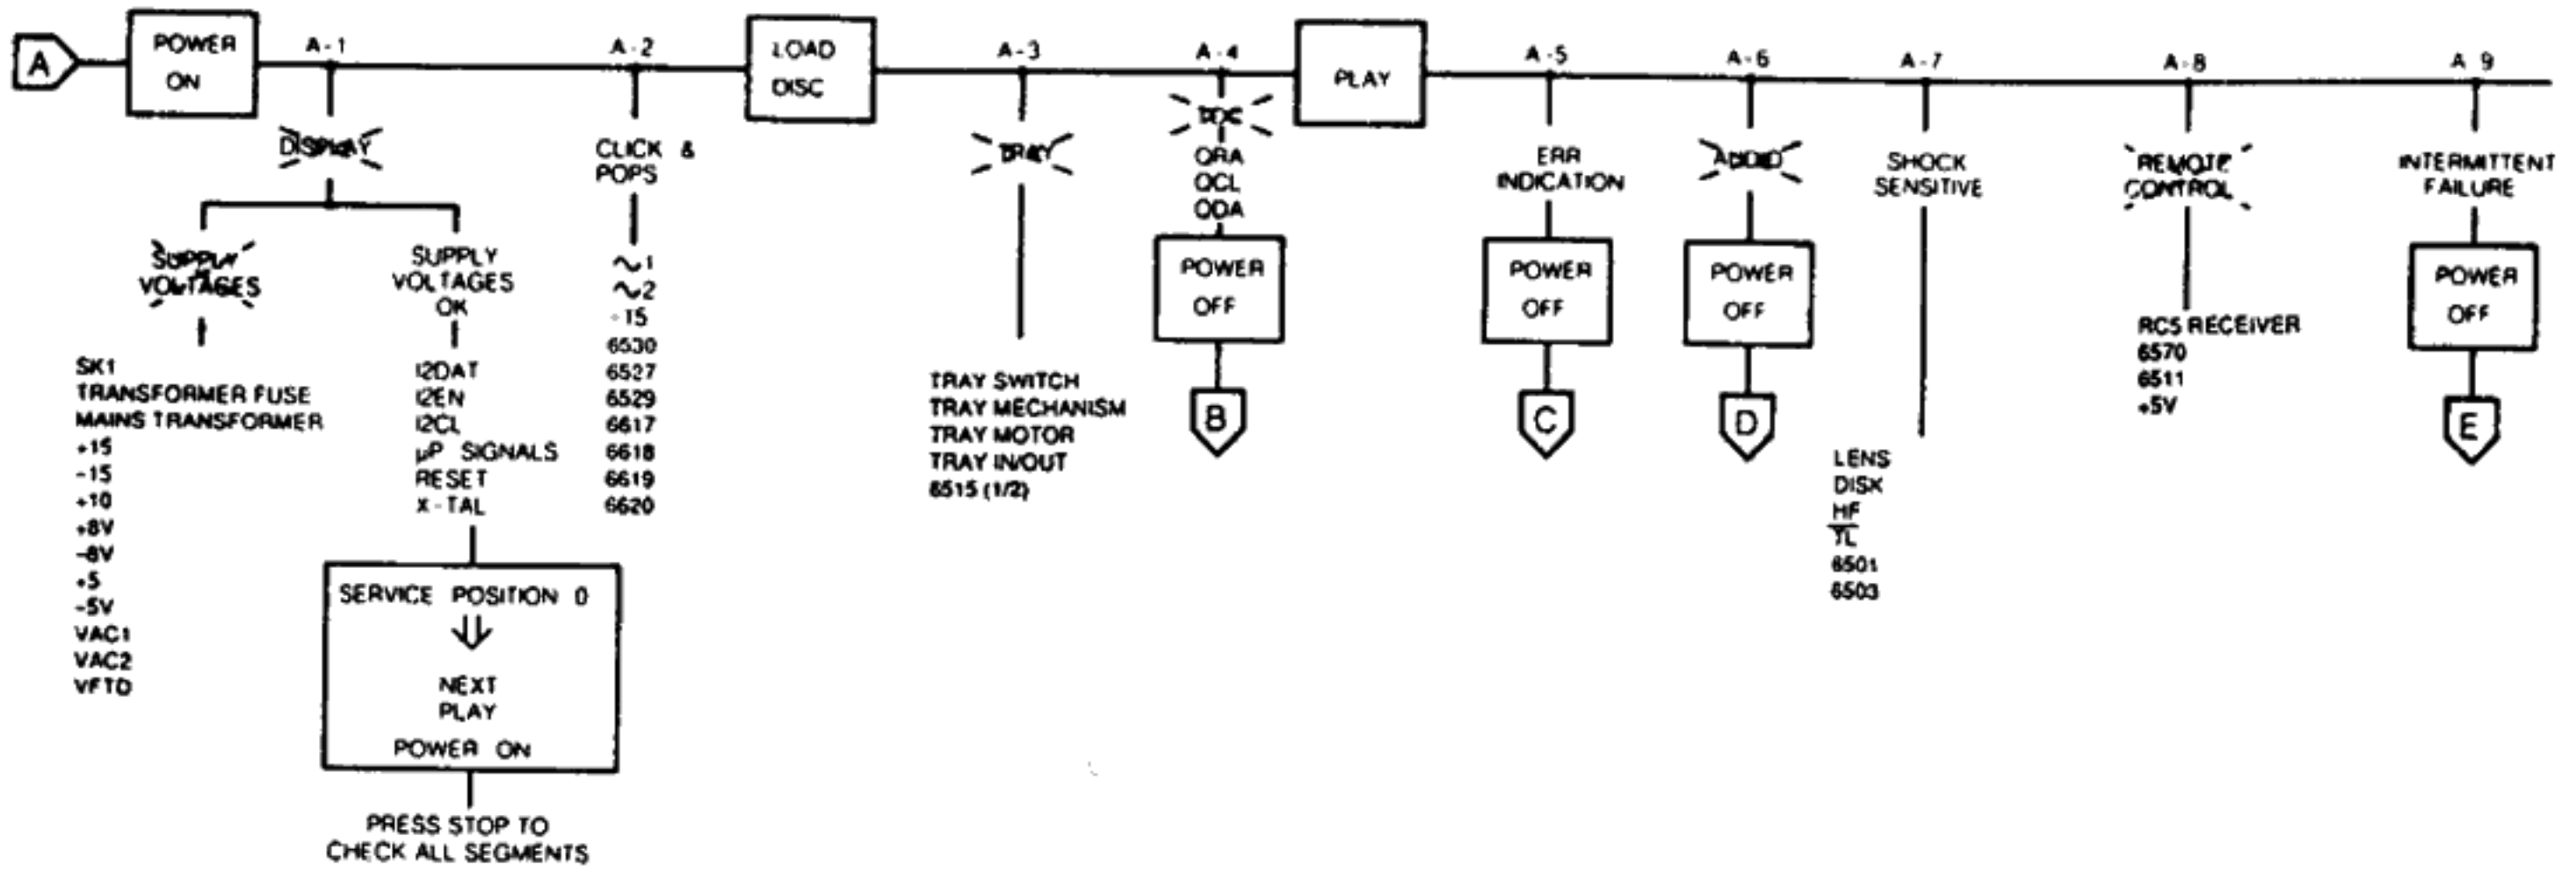 A
POWER
ON
A-1
DISPLAY
SUPPLY
VOLTAGES
SK1
TRANSFORMER FUSE
MAINS TRANSFORMER
+15
-15
+10
+8V
-8V
+5
-5V
VAC1
VAC2
VFTD
SUPPLY
VOLTAGES
OK
I2DAT
I2EN
I2CL
µP SIGNALS
RESET
X-TAL
SERVICE POSITION 0
⇓
NEXT
PLAY
POWER ON
PRESS STOP TO
CHECK ALL SEGMENTS
A-2
CLICK &
POPS
~1
~2
-15
6530
6527
6529
6617
6618
6619
6620
LOAD
DISC
A-3
TRAY
TRAY SWITCH
TRAY MECHANISM
TRAY MOTOR
TRAY IN/OUT
6515 (1/2)
A-4
QRA
QCL
QDA
POWER
OFF
B
PLAY
A-5
ERR
INDICATION
POWER
OFF
C
A-6
AUDIO
POWER
OFF
D
A-7
SHOCK
SENSITIVE
LENS
DISK
HF
TL
6501
6503
A-8
REMOTE
CONTROL
RC5 RECEIVER
6570
6511
+5V
A 9
INTERMITTENT
FAILURE
POWER
OFF
E